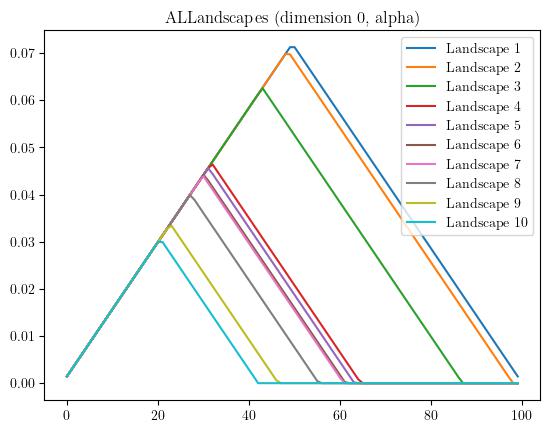 ALLandscapes (dimension 0, alpha)
Landscape 1
Landscape 2
Landscape 3
Landscape 4
Landscape 5
Landscape 6
Landscape 7
Landscape 8
Landscape 9
Landscape 10
0.07
0.06
0.05
0.04
0.03
0.02
0.01
0.00
0 20 40 60 80 100